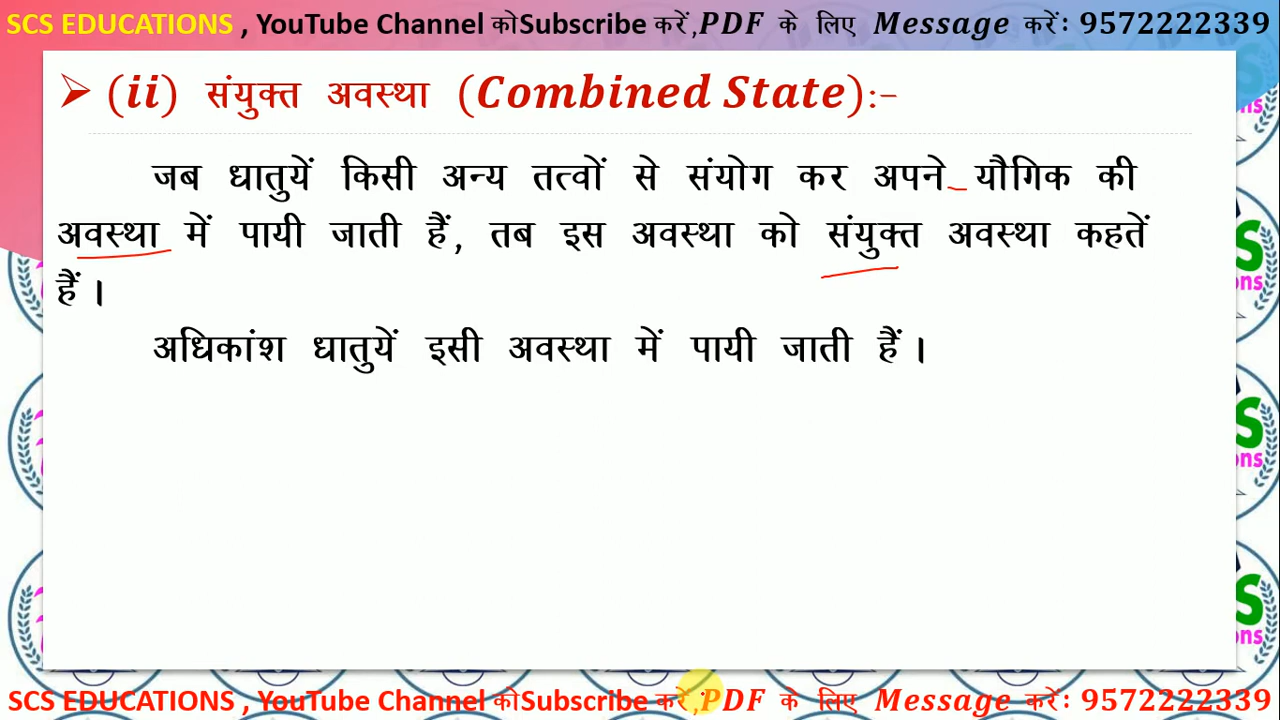 SCS EDUCATIONS , YouTube Channel कोSubscribe करें,PDF के लिए Message करें: 9572222339
➢ (ii) संयुक्त अवस्था (Combined State):-
जब धातुयें किसी अन्य तत्वों से संयोग कर अपने यौगिक की
अवस्था में पायी जाती हैं, तब इस अवस्था को संयुक्त अवस्था कहतें
हैं।
अधिकांश धातुयें इसी अवस्था में पायी जाती हैं।
SCS EDUCATIONS , YouTube Channel कोSubscribe करें,PDF के लिए Message करें: 9572222339